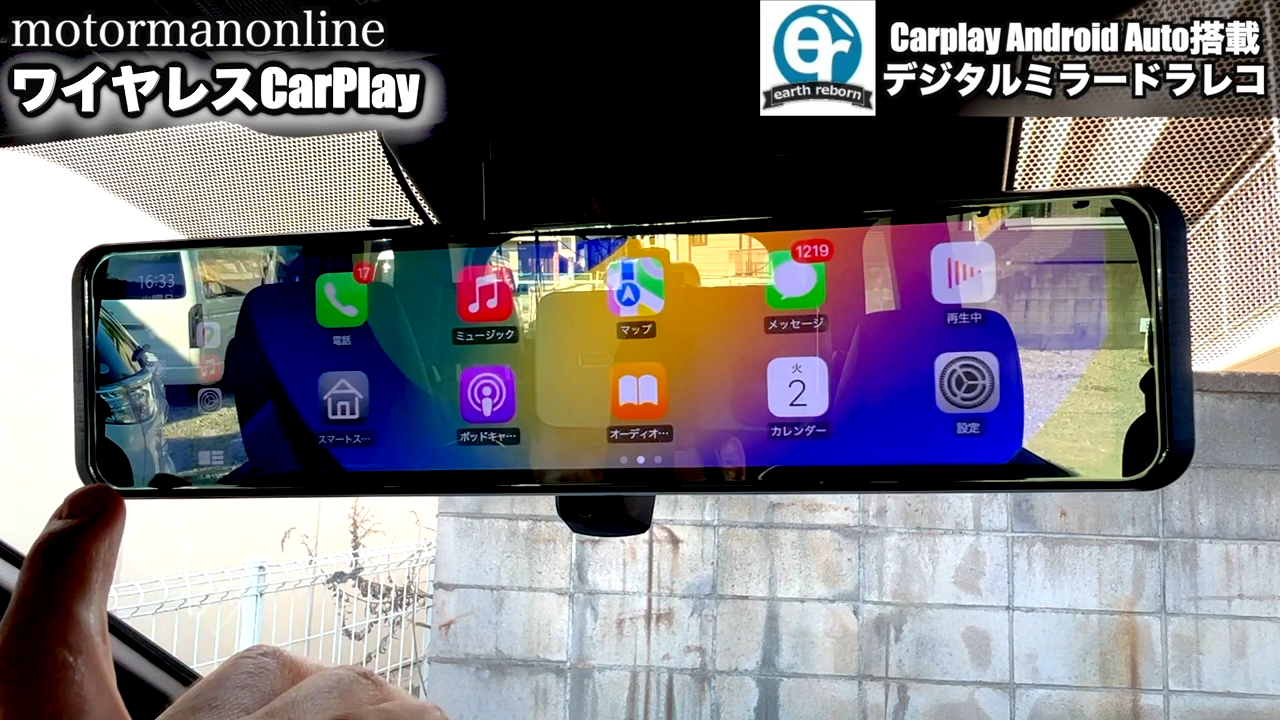 motormanonline
ワイヤレスCarPlay
er
earth reborn
Carplay Android Auto搭載
デジタルミラードラレコ
16:33
17
電話
ミュージック
マップ
1219
メッセージ
再生中
スマートス…
ポッドキャ…
オーディオ…
火
2
カレンダー
設定